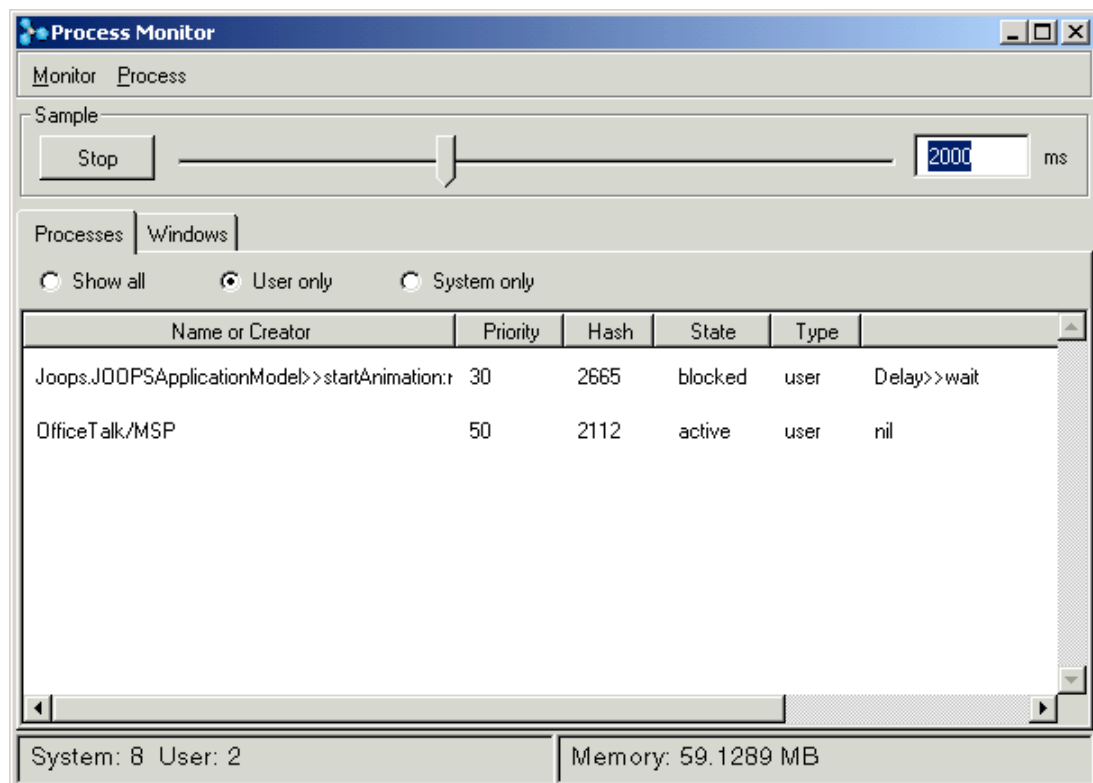 Process Monitor
Monitor Process
Sample
Stop 2000 ms
Processes Windows
Show all User only System only
Name or Creator Priority Hash State Type
Joops.JOOPSApplicationModel>>startAnimation:r 30 2665 blocked user Delay>>wait
OfficeTalk/MSP 50 2112 active user nil
System: 8 User: 2 Memory: 59.1289 MB